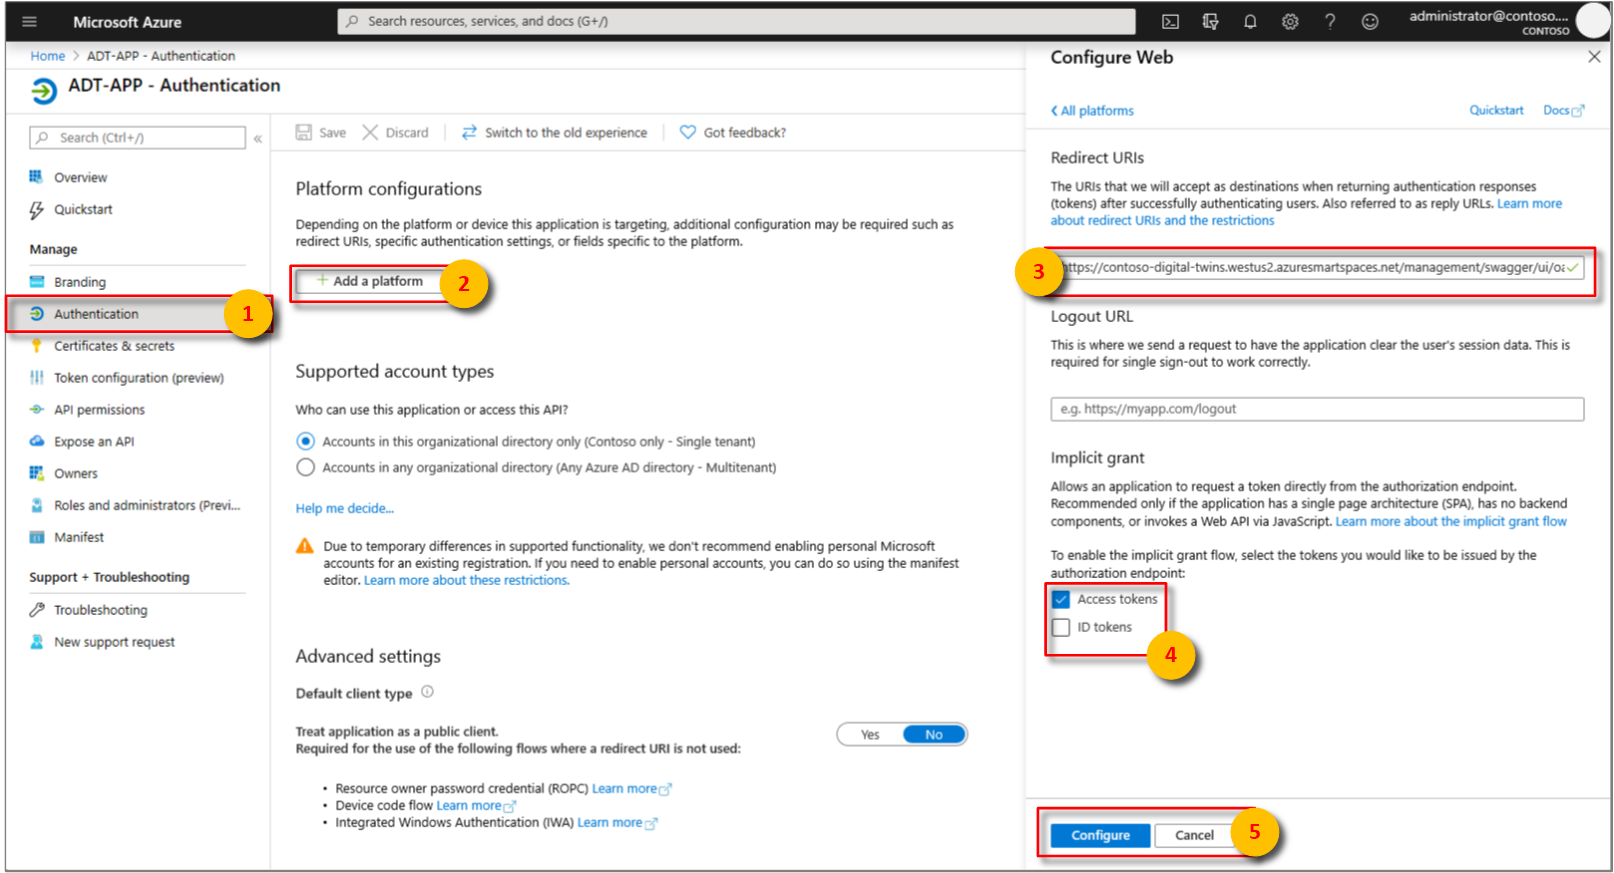 Microsoft Azure
Search resources, services, and docs (G+/)
administrator@contoso....
CONTOSO
Home > ADT-APP - Authentication
ADT-APP - Authentication
Search (Ctrl+/)
«
Overview
Quickstart
Manage
Branding
Authentication
1
Certificates & secrets
Token configuration (preview)
API permissions
Expose an API
Owners
Roles and administrators (Previ...
Manifest
Support + Troubleshooting
Troubleshooting
New support request
Save
Discard
Switch to the old experience
Got feedback?
Platform configurations
Depending on the platform or device this application is targeting, additional configuration may be required such as
redirect URIs, specific authentication settings, or fields specific to the platform.
+ Add a platform
2
Supported account types
Who can use this application or access this API?
Accounts in this organizational directory only (Contoso only - Single tenant)
Accounts in any organizational directory (Any Azure AD directory - Multitenant)
Help me decide...
Due to temporary differences in supported functionality, we don't recommend enabling personal Microsoft
accounts for an existing registration. If you need to enable personal accounts, you can do so using the manifest
editor. Learn more about these restrictions.
Advanced settings
Default client type
Treat application as a public client.
Required for the use of the following flows where a redirect URI is not used:
Yes
No
• Resource owner password credential (ROPC) Learn more
• Device code flow Learn more
• Integrated Windows Authentication (IWA) Learn more
Configure Web
All platforms
Quickstart
Docs
Redirect URIs
The URIs that we will accept as destinations when returning authentication responses
(tokens) after successfully authenticating users. Also referred to as reply URLs. Learn more
about redirect URIs and the restrictions
3
https://contoso-digital-twins.westus2.azuresmartspaces.net/management/swagger/ui/oa
Logout URL
This is where we send a request to have the application clear the user's session data. This is
required for single sign-out to work correctly.
e.g. https://myapp.com/logout
Implicit grant
Allows an application to request a token directly from the authorization endpoint.
Recommended only if the application has a single page architecture (SPA), has no backend
components, or invokes a Web API via JavaScript. Learn more about the implicit grant flow
To enable the implicit grant flow, select the tokens you would like to be issued by the
authorization endpoint:
Access tokens
ID tokens
4
Configure
Cancel
5